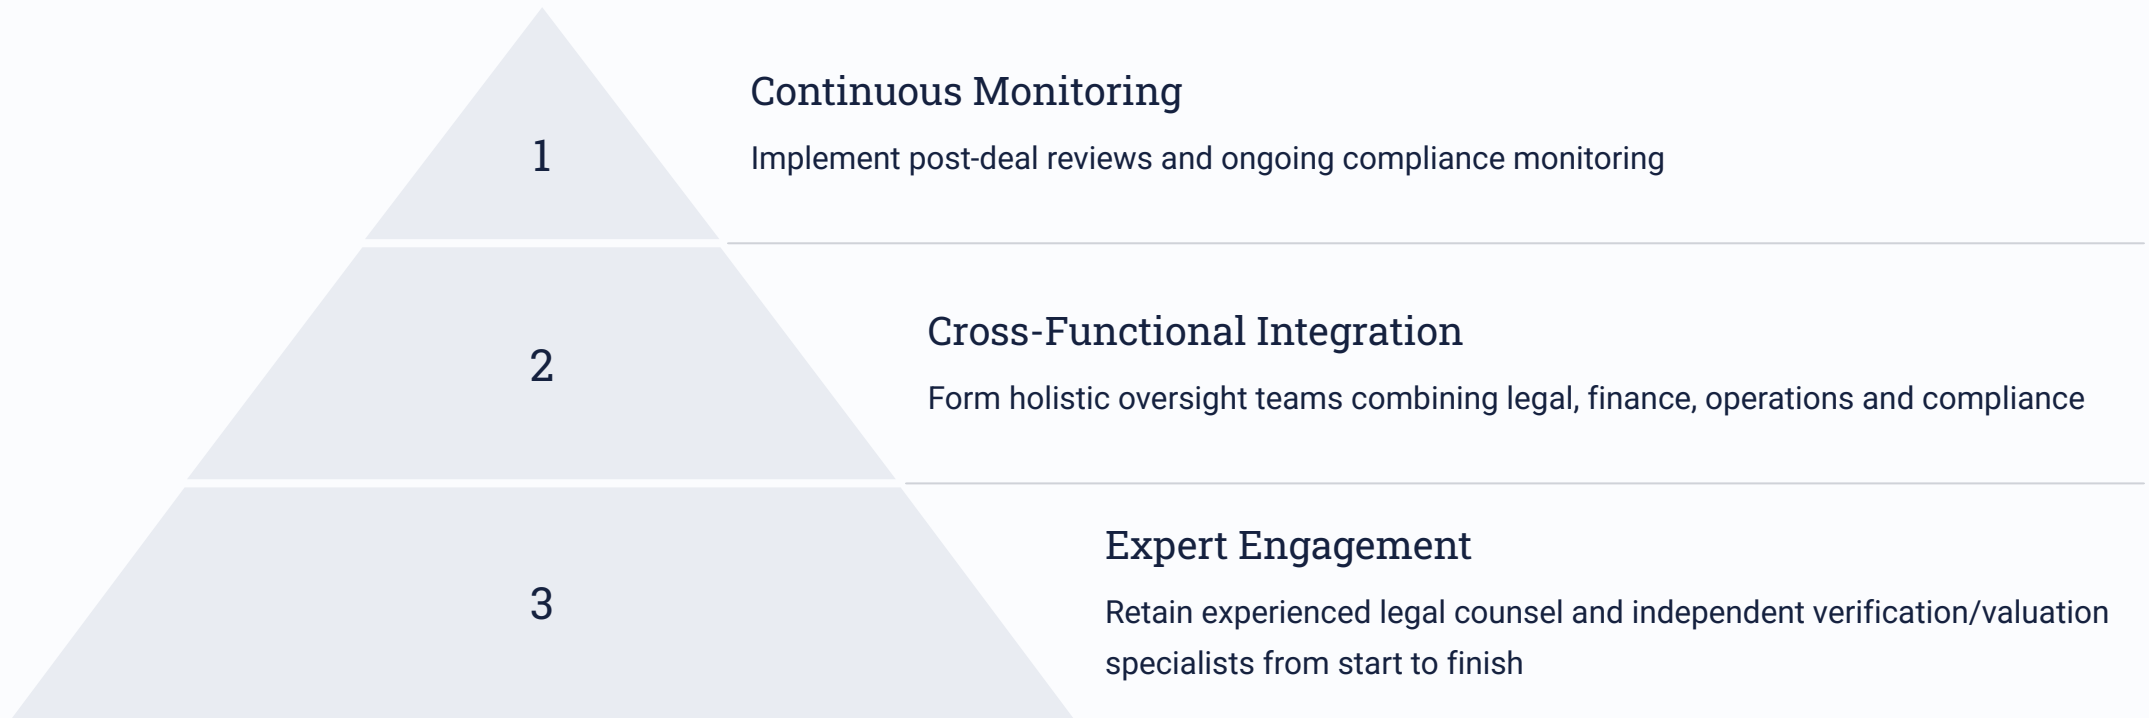 1
Continuous Monitoring
Implement post-deal reviews and ongoing compliance monitoring
2
Cross-Functional Integration
Form holistic oversight teams combining legal, finance, operations and compliance
3
Expert Engagement
Retain experienced legal counsel and independent verification/valuation
specialists from start to finish